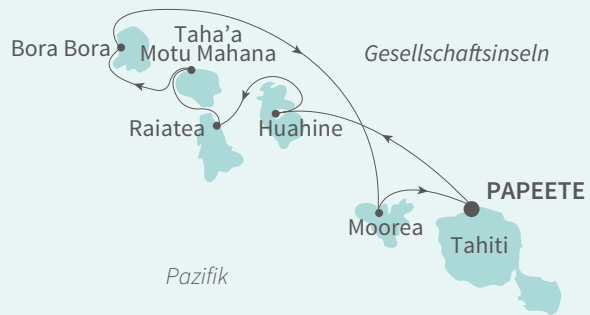 Taha’a
Bora Bora
Motu Mahana
Gesellschaftsinseln
Raiatea
Huahine
PAPEETE
Moorea
Tahiti
Pazifik